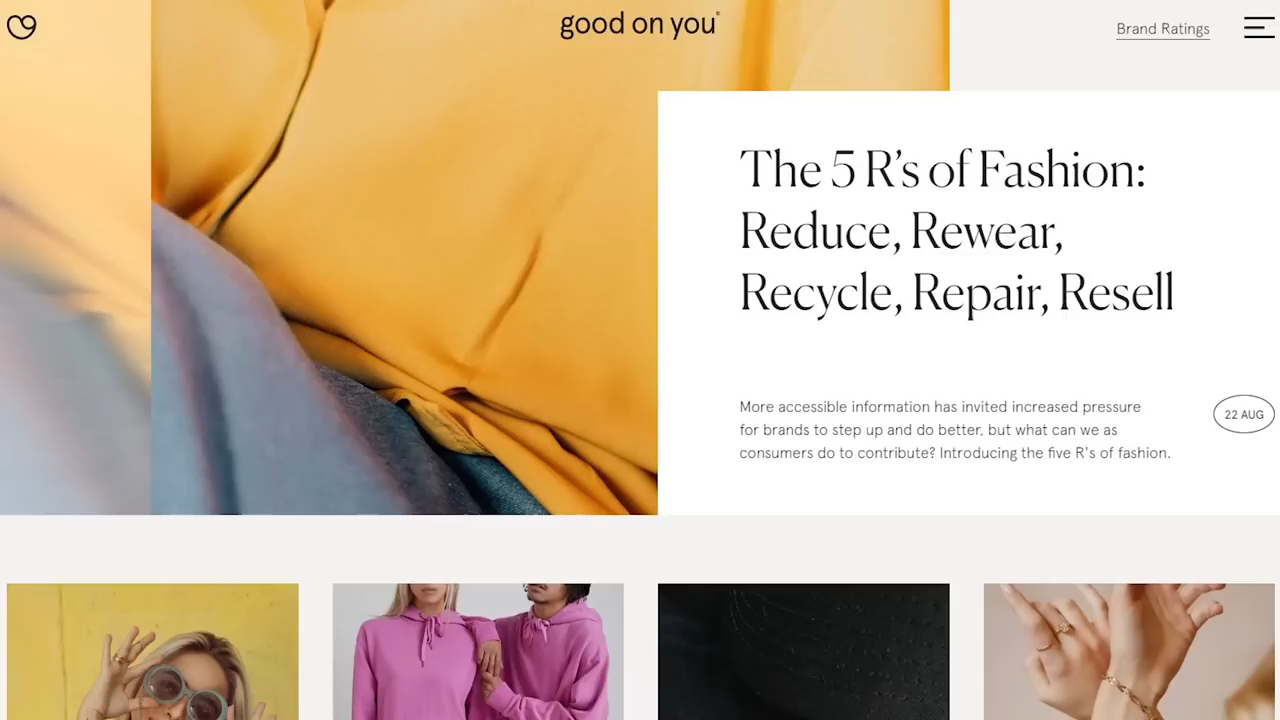 good on you®
Brand Ratings
The 5 R’s of Fashion:
Reduce, Rewear,
Recycle, Repair, Resell
More accessible information has invited increased pressure
for brands to step up and do better, but what can we as
consumers do to contribute? Introducing the five R's of fashion.
22 AUG